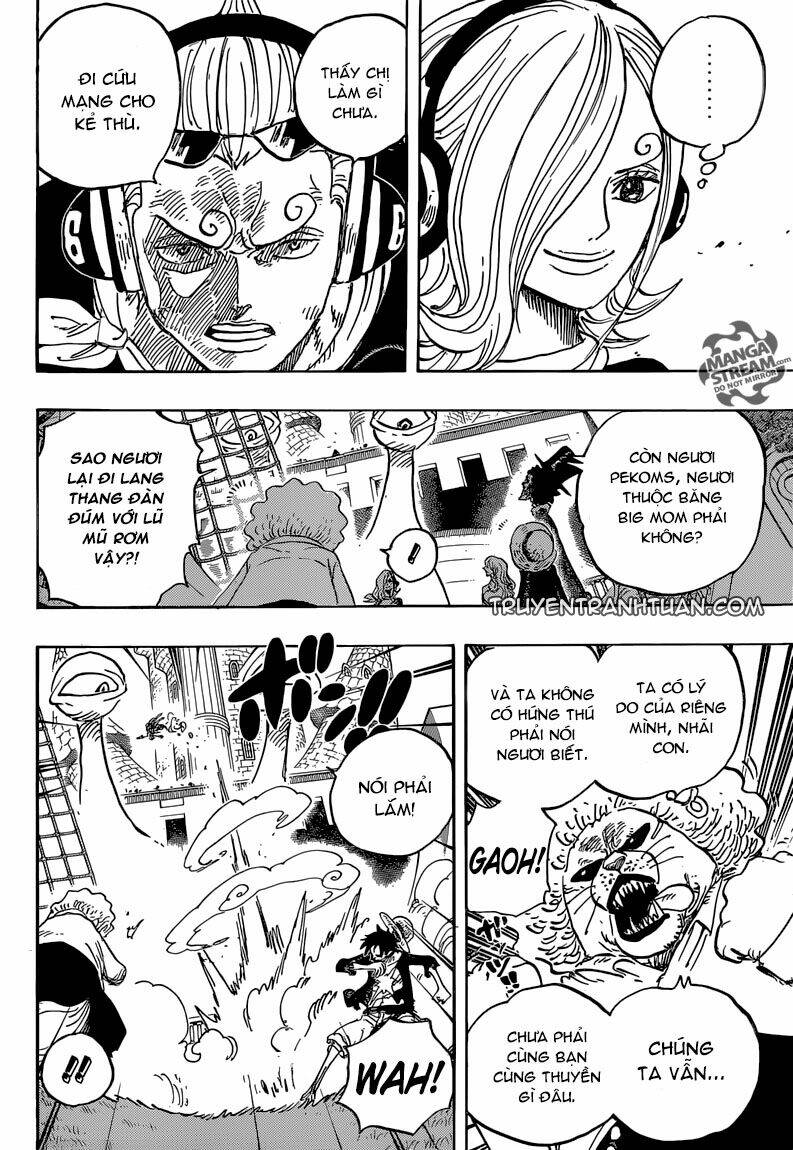 .......
THẤY CHỊ
LÀM GÌ
CHƯA.
ĐI CỨU
MẠNG CHO
KẺ THÙ.
6
6
MANGA
STREAM.com
DO NOT MIRROR!
CÒN NGƯƠI
PEKOMS, NGƯƠI
THUỘC BĂNG
BIG MOM PHẢI
KHÔNG?
!
SAO NGƯƠI
LẠI ĐI LANG
THANG ĐÀN
ĐÚM VỚI LŨ
MŨ RƠM
VẬY?!
TRUYENTRANHTUAN.COM
TA CÓ LÝ
DO CỦA RIÊNG
MÌNH, NHÃI
CON.
VÀ TA KHÔNG
CÓ HỨNG THÚ
PHẢI NÓI
NGƯƠI BIẾT.
GAOH!
CHÚNG
TA VẪN...
CHƯA PHẢI
CÙNG BẠN
CÙNG THUYỀN
GÌ ĐÂU.
NÓI PHẢI
LẮM!
WAH!
!!